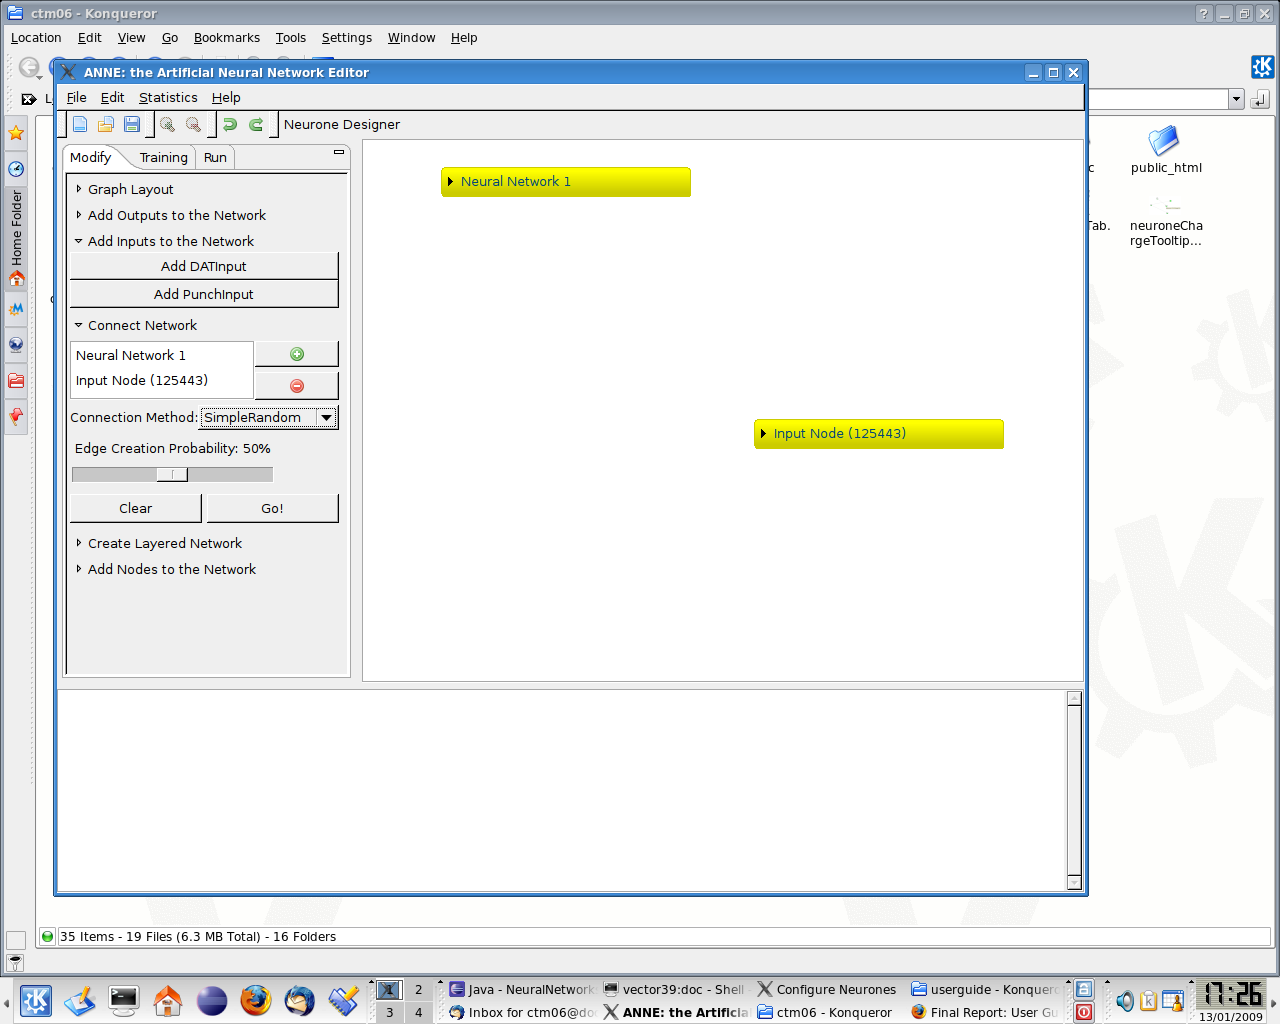 ctm06 - Konqueror
Location Edit View Go Bookmarks Tools Settings Window Help
ANNE: the Artificial Neural Network Editor
File Edit Statistics Help
Neurone Designer
Modify Training Run
Graph Layout
Add Outputs to the Network
Add Inputs to the Network
Add DATInput
Add PunchInput
Connect Network
Neural Network 1
Input Node (125443)
Connection Method: SimpleRandom
Edge Creation Probability: 50%
Clear Go!
Create Layered Network
Add Nodes to the Network
Neural Network 1
Input Node (125443)
Home Folder
public_html
Tab. neuroneCha
rgeTooltip...
35 Items - 19 Files (6.3 MB Total) - 16 Folders
1 2 Java - NeuralNetwork vector39:doc - Shell Configure Neurones userguide - Konqueror
3 4 Inbox for ctm06@do ANNE: the Artificial ctm06 - Konqueror Final Report: User Gu
17:26
13/01/2009